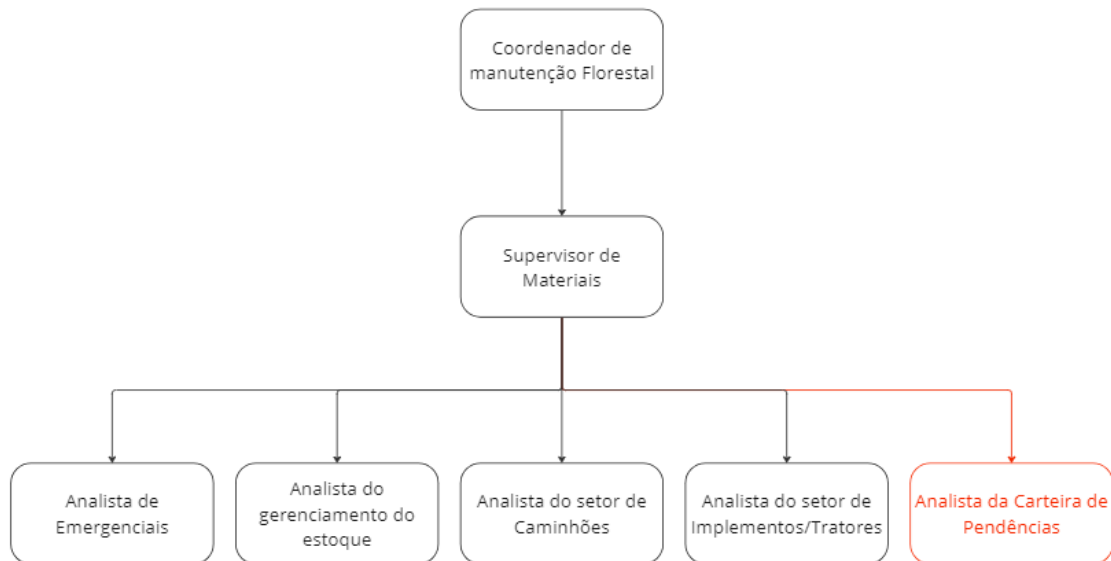 Coordenador de
manutenção Florestal
Supervisor de
Materiais
Analista de
Emergenciais
Analista do
gerenciamento do
estoque
Analista do setor de
Caminhões
Analista do setor de
Implementos/Tratores
Analista da Carteira de
Pendências